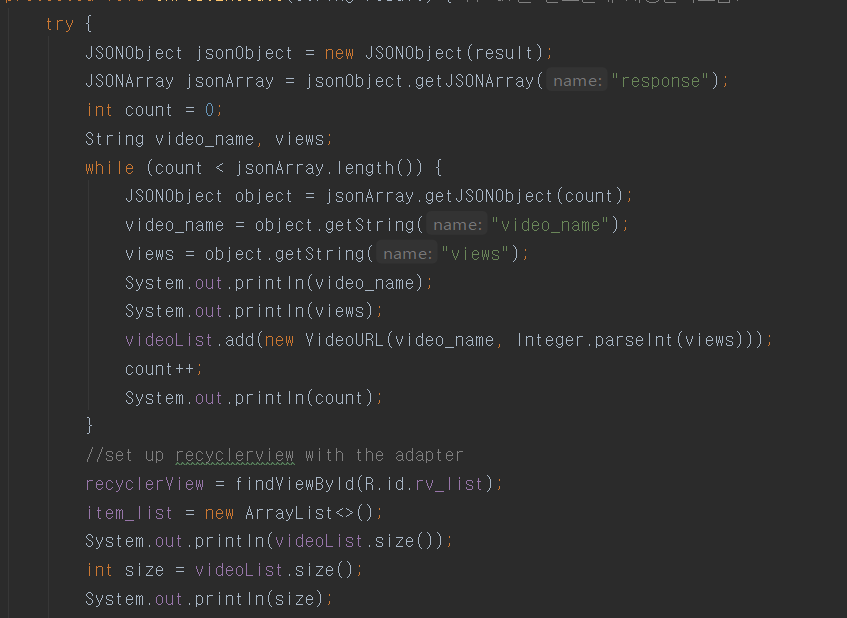 try {
JSONObject jsonObject = new JSONObject(result);
JSONArray jsonArray = jsonObject.getJSONArray( name: "response");
int count = 0;
String video_name, views;
while (count < jsonArray.length()) {
JSONObject object = jsonArray.getJSONObject(count);
video_name = object.getString( name: "video_name");
views = object.getString( name: "views");
System.out.println(video_name);
System.out.println(views);
videoList.add(new VideoURL(video_name, Integer.parseInt(views)));
count++;
System.out.println(count);
}
//set up recyclerview with the adapter
recyclerView = findViewById(R.id.rv_list);
item_list = new ArrayList<>();
System.out.println(videoList.size());
int size = videoList.size();
System.out.println(size);